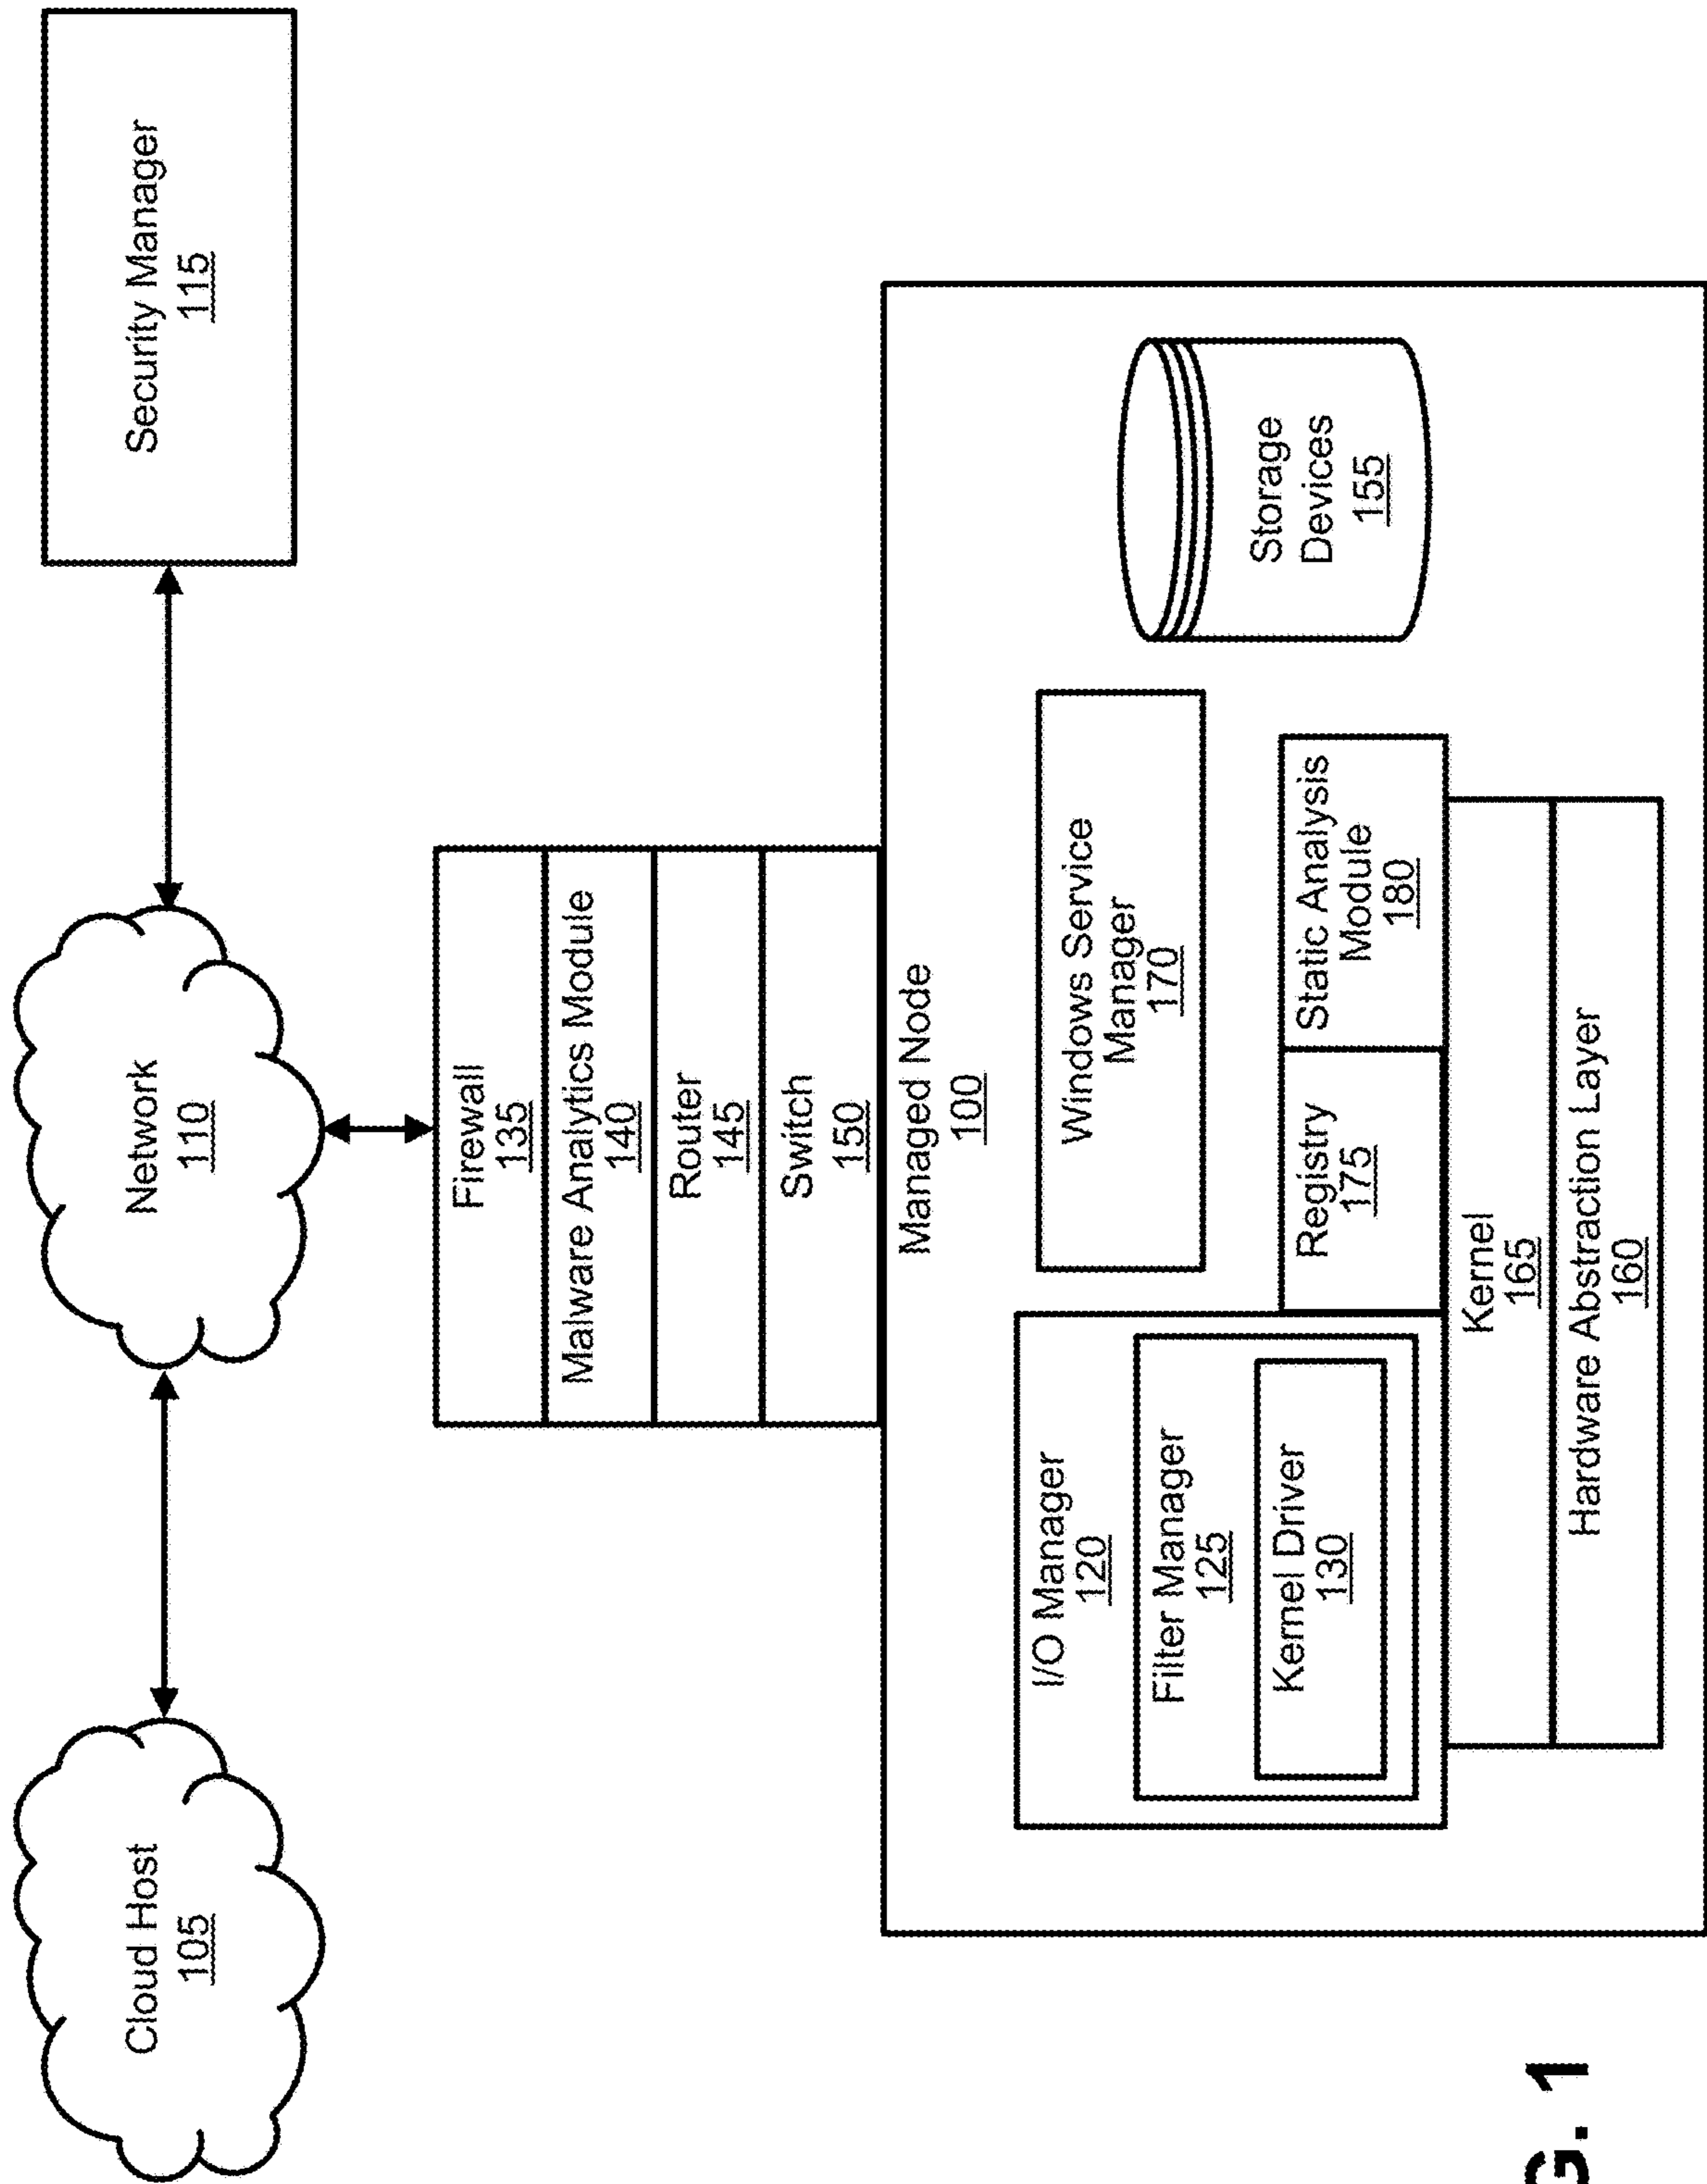 Cloud Host
105
Network
110
Security Manager
115
Firewall
135
Malware Analytics Module
140
Router
145
Switch
150
Managed Node
100
I/O Manager
120
Filter Manager
125
Kernel Driver
130
Windows Service
Manager
170
Registry
175
Static Analysis
Module
180
Storage
Devices
155
Kernel
165
Hardware Abstraction Layer
160
G. 1